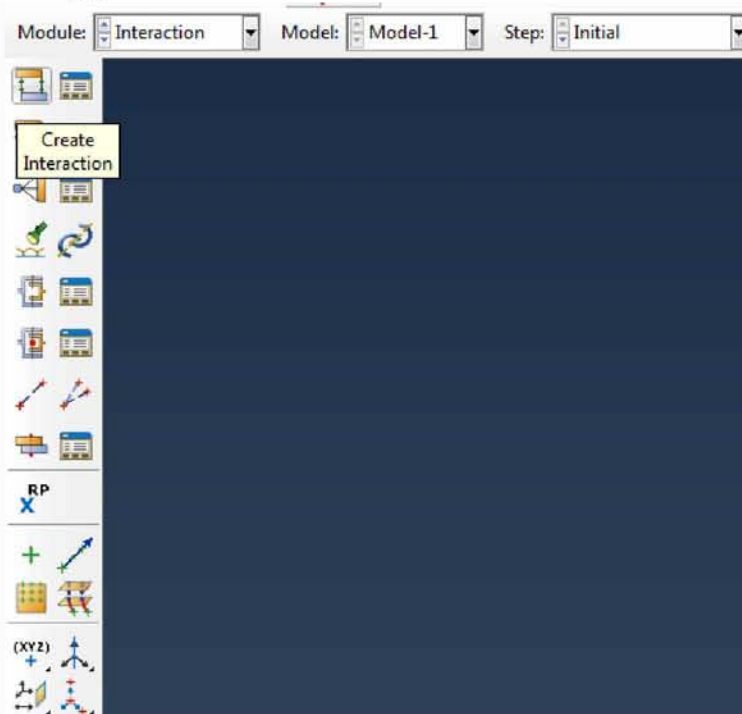 Module: Interaction Model: Model-1 Step: Initial
Create
Interaction
RP
X
(XYZ)